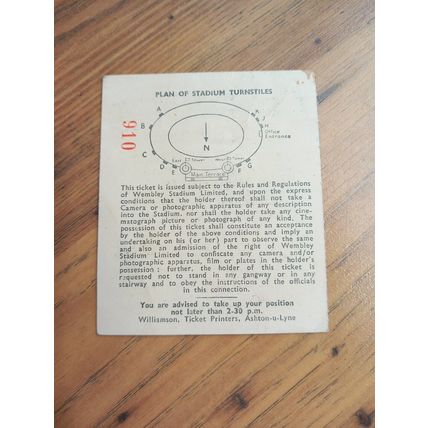 PLAN OF STADIUM TURNSTILES
A
K
J
B
H
Office
Entrance
910
N
C
East
West
D
G
E
F
Main Terrace
This ticket is issued subject to the Rules and Regulations
of Wembley Stadium Limited, and upon the express
conditions that the holder thereof shall not take a
Camera or photographic apparatus of any description
into the Stadium, nor shall the holder take any cine-
matograph picture or photograph of any kind. The
possession of this ticket shall constitute an acceptance
by the holder of the above conditions and imply an
undertaking on his (or her) part to observe the same
and also an admission of the right of Wembley
Stadium Limited to confiscate any camera and/or
photographic apparatus, film or plates in the holder's
possession : further, the holder of this ticket is
requested not to stand in any gangway or in any
stairway and to obey the instructions of the officials
in this connection.
You are advised to take up your position
not later than 2-30 p.m.
Williamson, Ticket Printers, Ashton-u-Lyne